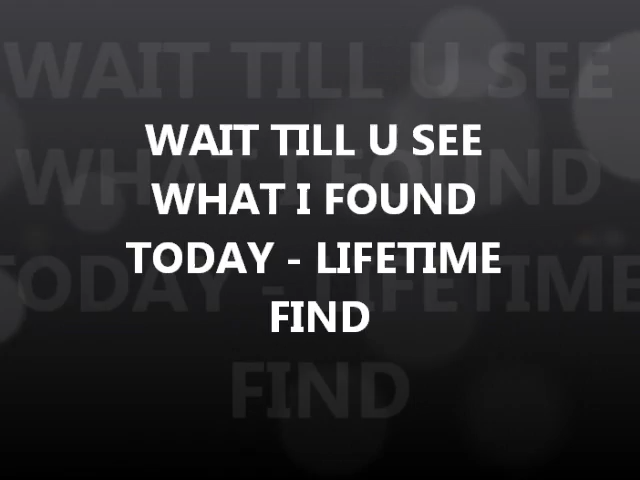 WAIT TILL U SEE
WHAT I FOUND
TODAY - LIFETIME
FIND